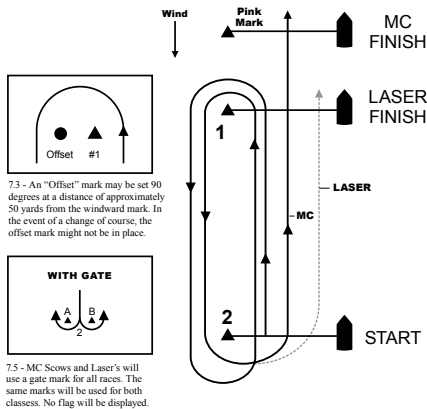 Wind
Pink
Mark
MC
FINISH
LASER
FINISH
1
Offset
#1
7.3 - An “Offset” mark may be set 90
degrees at a distance of approximately
50 yards from the windward mark. In
the event of a change of course, the
offset mark might not be in place.
LASER
MC
WITH GATE
A
B
2
2
START
7.5 - MC Scows and Laser’s will
use a gate mark for all races. The
same marks will be used for both
classess. No flag will be displayed.